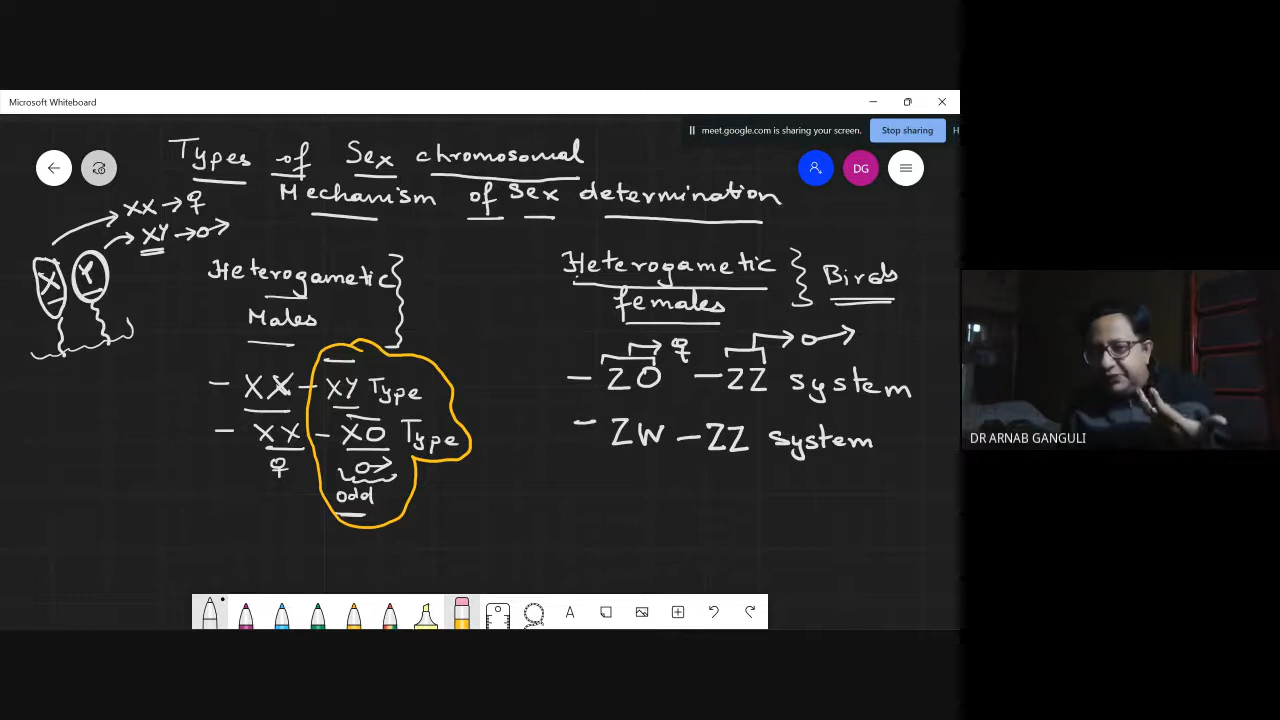 Microsoft Whiteboard
meet.google.com is sharing your screen.
Stop sharing
H
DG
Types of Sex chromosomal
Mechanism of Sex determination
XX → ♀
XY → ♂
X Y
Heterogametic
Males
- XX - XY Type
- XX - XO Type
♀ ♂
odd
Heterogametic
females
Birds
♀ ♂
- ZO - ZZ system
- ZW - ZZ system
A
DR ARNAB GANGULI